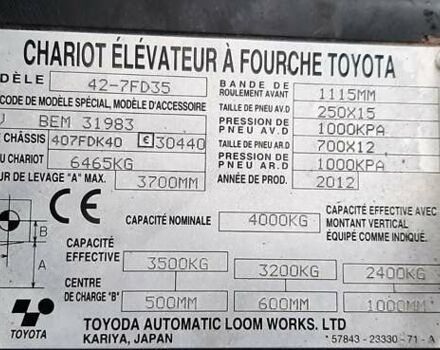 CHARIOT ÉLÉVATEUR À FOURCHE TOYOTA
DÈLE 42-7FD35
CODE DE MODÈLE SPÉCIAL, MODÈLE D'ACCESSOIRE
BEM 31983
CHÂSSIS 407FDK40 € 30440
U CHARIOT 6465KG
UR DE LEVAGE "A" MAX. 3700MM
BANDE DE ROULEMENT AVANT 1115MM
TAILLE DE PNEU AV.D 250X15
PRESSION DE PNEU AV.D 1000KPA
TAILLE DE PNEU AR.D 700X12
PRESSION DE PNEU AR.D 1000KPA
ANNÉE DE PROD. 2012
CE
CAPACITÉ NOMINALE 4000KG
CAPACITÉ EFFECTIVE AVEC
MONTANT VERTICAL
ÉQUIPÉ COMME INDIQUÉ.
B
A
CAPACITÉ EFFECTIVE 3500KG 3200KG 2400KG
CENTRE DE CHARGE "B" 500MM 600MM 1000MM
TOYOTA
TOYODA AUTOMATIC LOOM WORKS. LTD
KARIYA, JAPAN
*57843-23330-71-A